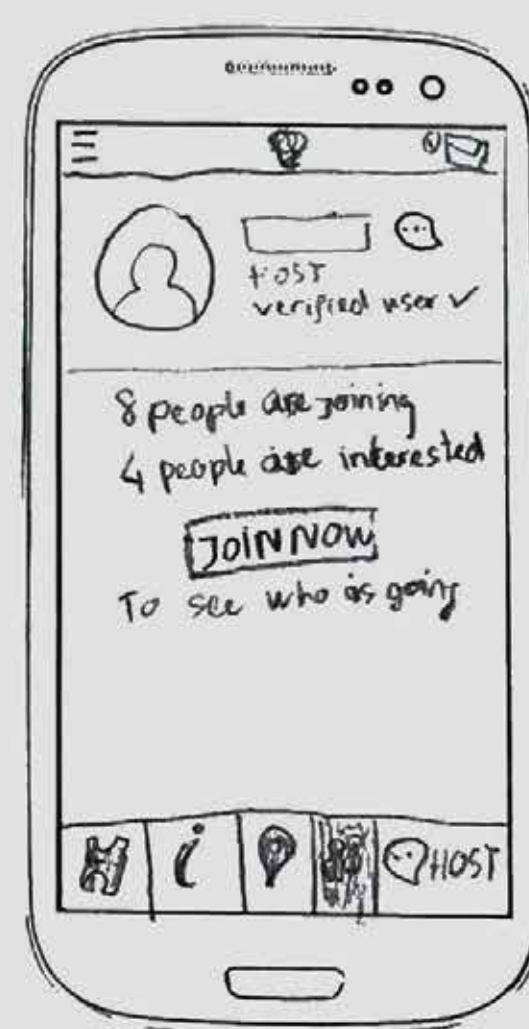 HOST
verified user ✓
8 people are joining
4 people are interested
JOIN NOW
To see who is going
i
HOST